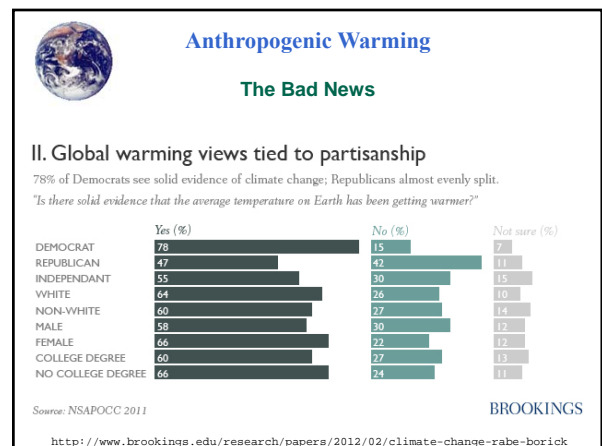 Anthropogenic Warming
The Bad News
II. Global warming views tied to partisanship
78% of Democrats see solid evidence of climate change; Republicans almost evenly split.
"Is there solid evidence that the average temperature on Earth has been getting warmer?"
Yes (%) No (%) Not sure (%)
DEMOCRAT 78 15 7
REPUBLICAN 47 42 11
INDEPENDANT 55 30 15
WHITE 64 26 10
NON-WHITE 60 27 14
MALE 58 30 12
FEMALE 66 22 12
COLLEGE DEGREE 60 27 13
NO COLLEGE DEGREE 66 24 11
Source: NSAPOCC 2011 BROOKINGS
http://www.brookings.edu/research/papers/2012/02/climate-change-rabe-borick